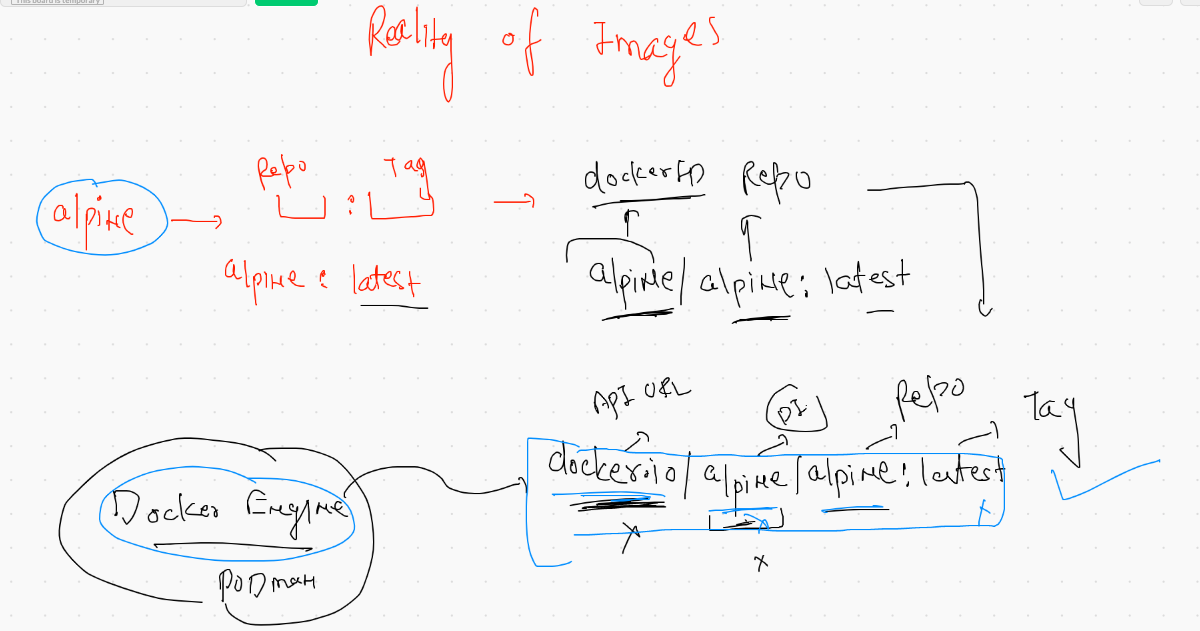 This board is temporary
Reality of Images
Repo Tag
dockerID Repo
alpine
:
alpine : latest
alpine/alpine: latest
API URL
DI
Repo
Tag
docker.io/alpine/alpine: latest
x
Docker Engine
x
x
PODman